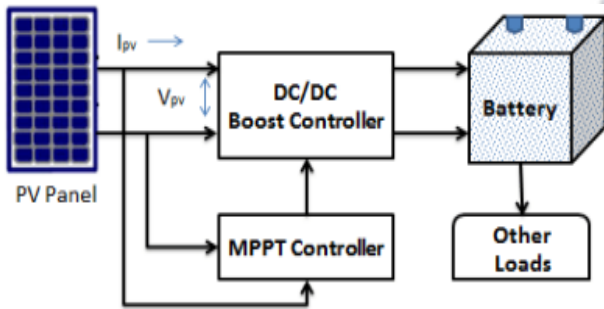 Ipv
Vpv
DC/DC
Boost Controller
Battery
PV Panel
MPPT Controller
Other
Loads